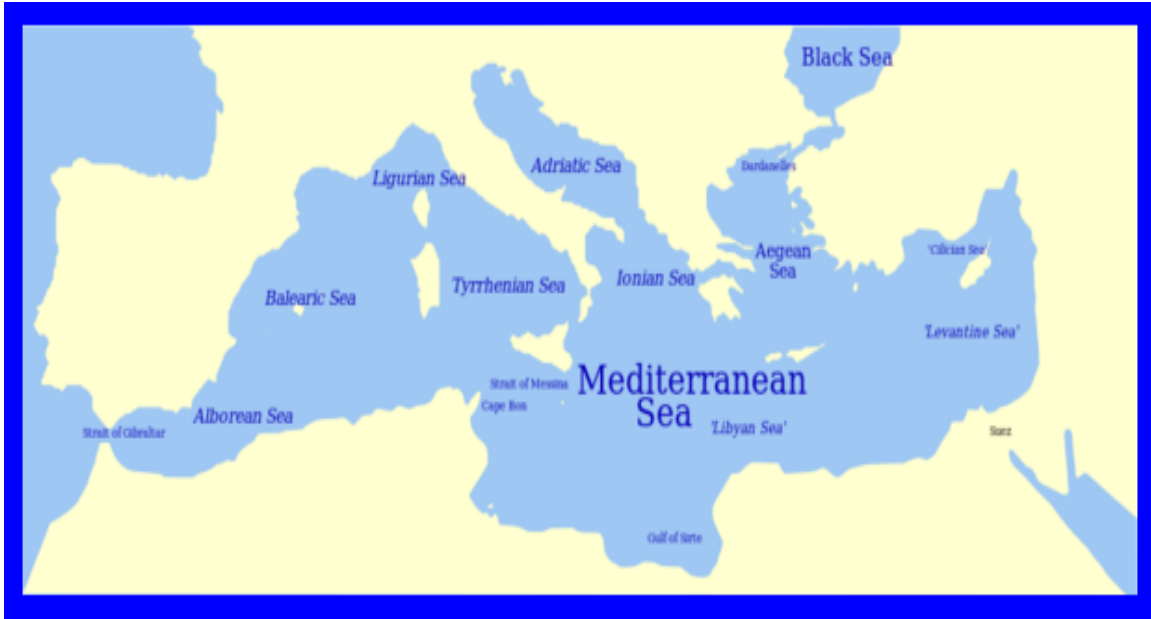 Black Sea
Adriatic Sea
Dardanelles
Ligurian Sea
Aegean
Sea
'Cilician Sea'
Ionian Sea
Tyrrhenian Sea
Balearic Sea
'Levantine Sea'
Mediterranean
Sea
Strait of Messina
Cape Bon
Alborean Sea
'Libyan Sea'
Strait of Gibraltar
Suez
Gulf of Sirte